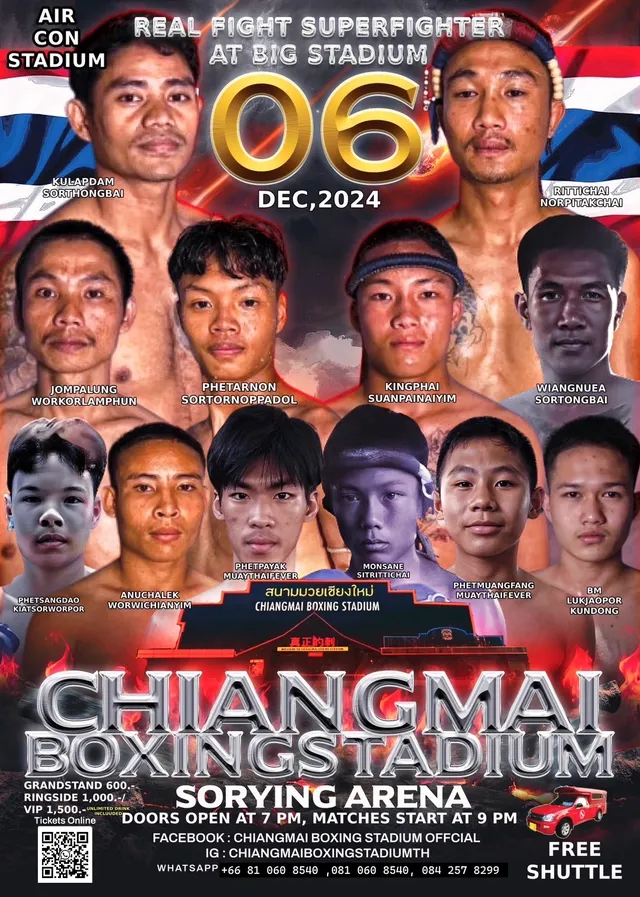 AIR
CON
STADIUM
REAL FIGHT SUPERFIGHTER
AT BIG STADIUM
06
DEC,2024
KULAPDAM
SORTHONGBAI
RITTICHAI
NORPITAKCHAI
JOMPALUNG
WORKORLAMPHUN
PHETARNON
SORTORNOPPADOL
KINGPHAI
SUANPAINAIYIM
WIANGNUEA
SORTONGBAI
PHETSANGDAO
KIATSORWORPOR
ANUCHALEK
WORWICHIANYIM
PHETPAYAK
MUAYTHAIFEVER
MONSANE
SITRITTICHAI
PHETMUANGFANG
MUAYTHAIFEVER
BM
LUKJAOPOR
KUNDONG
สนามมวยเชียงใหม่
CHIANGMAI BOXING STADIUM
CHIANGMAI
BOXINGSTADIUM
GRANDSTAND 600.-
RINGSIDE 1,000.-/
VIP 1,500.- UNLIMITED DRINK
INCLUUDED
Tickets Online
SORYING ARENA
DOORS OPEN AT 7 PM, MATCHES START AT 9 PM
FACEBOOK : CHIANGMAI BOXING STADIUM OFFCIAL
IG : CHIANGMAIBOXINGSTADIUMTH
WHATSAPP +66 81 060 8540 ,081 060 8540, 084 257 8299
FREE
SHUTTLE